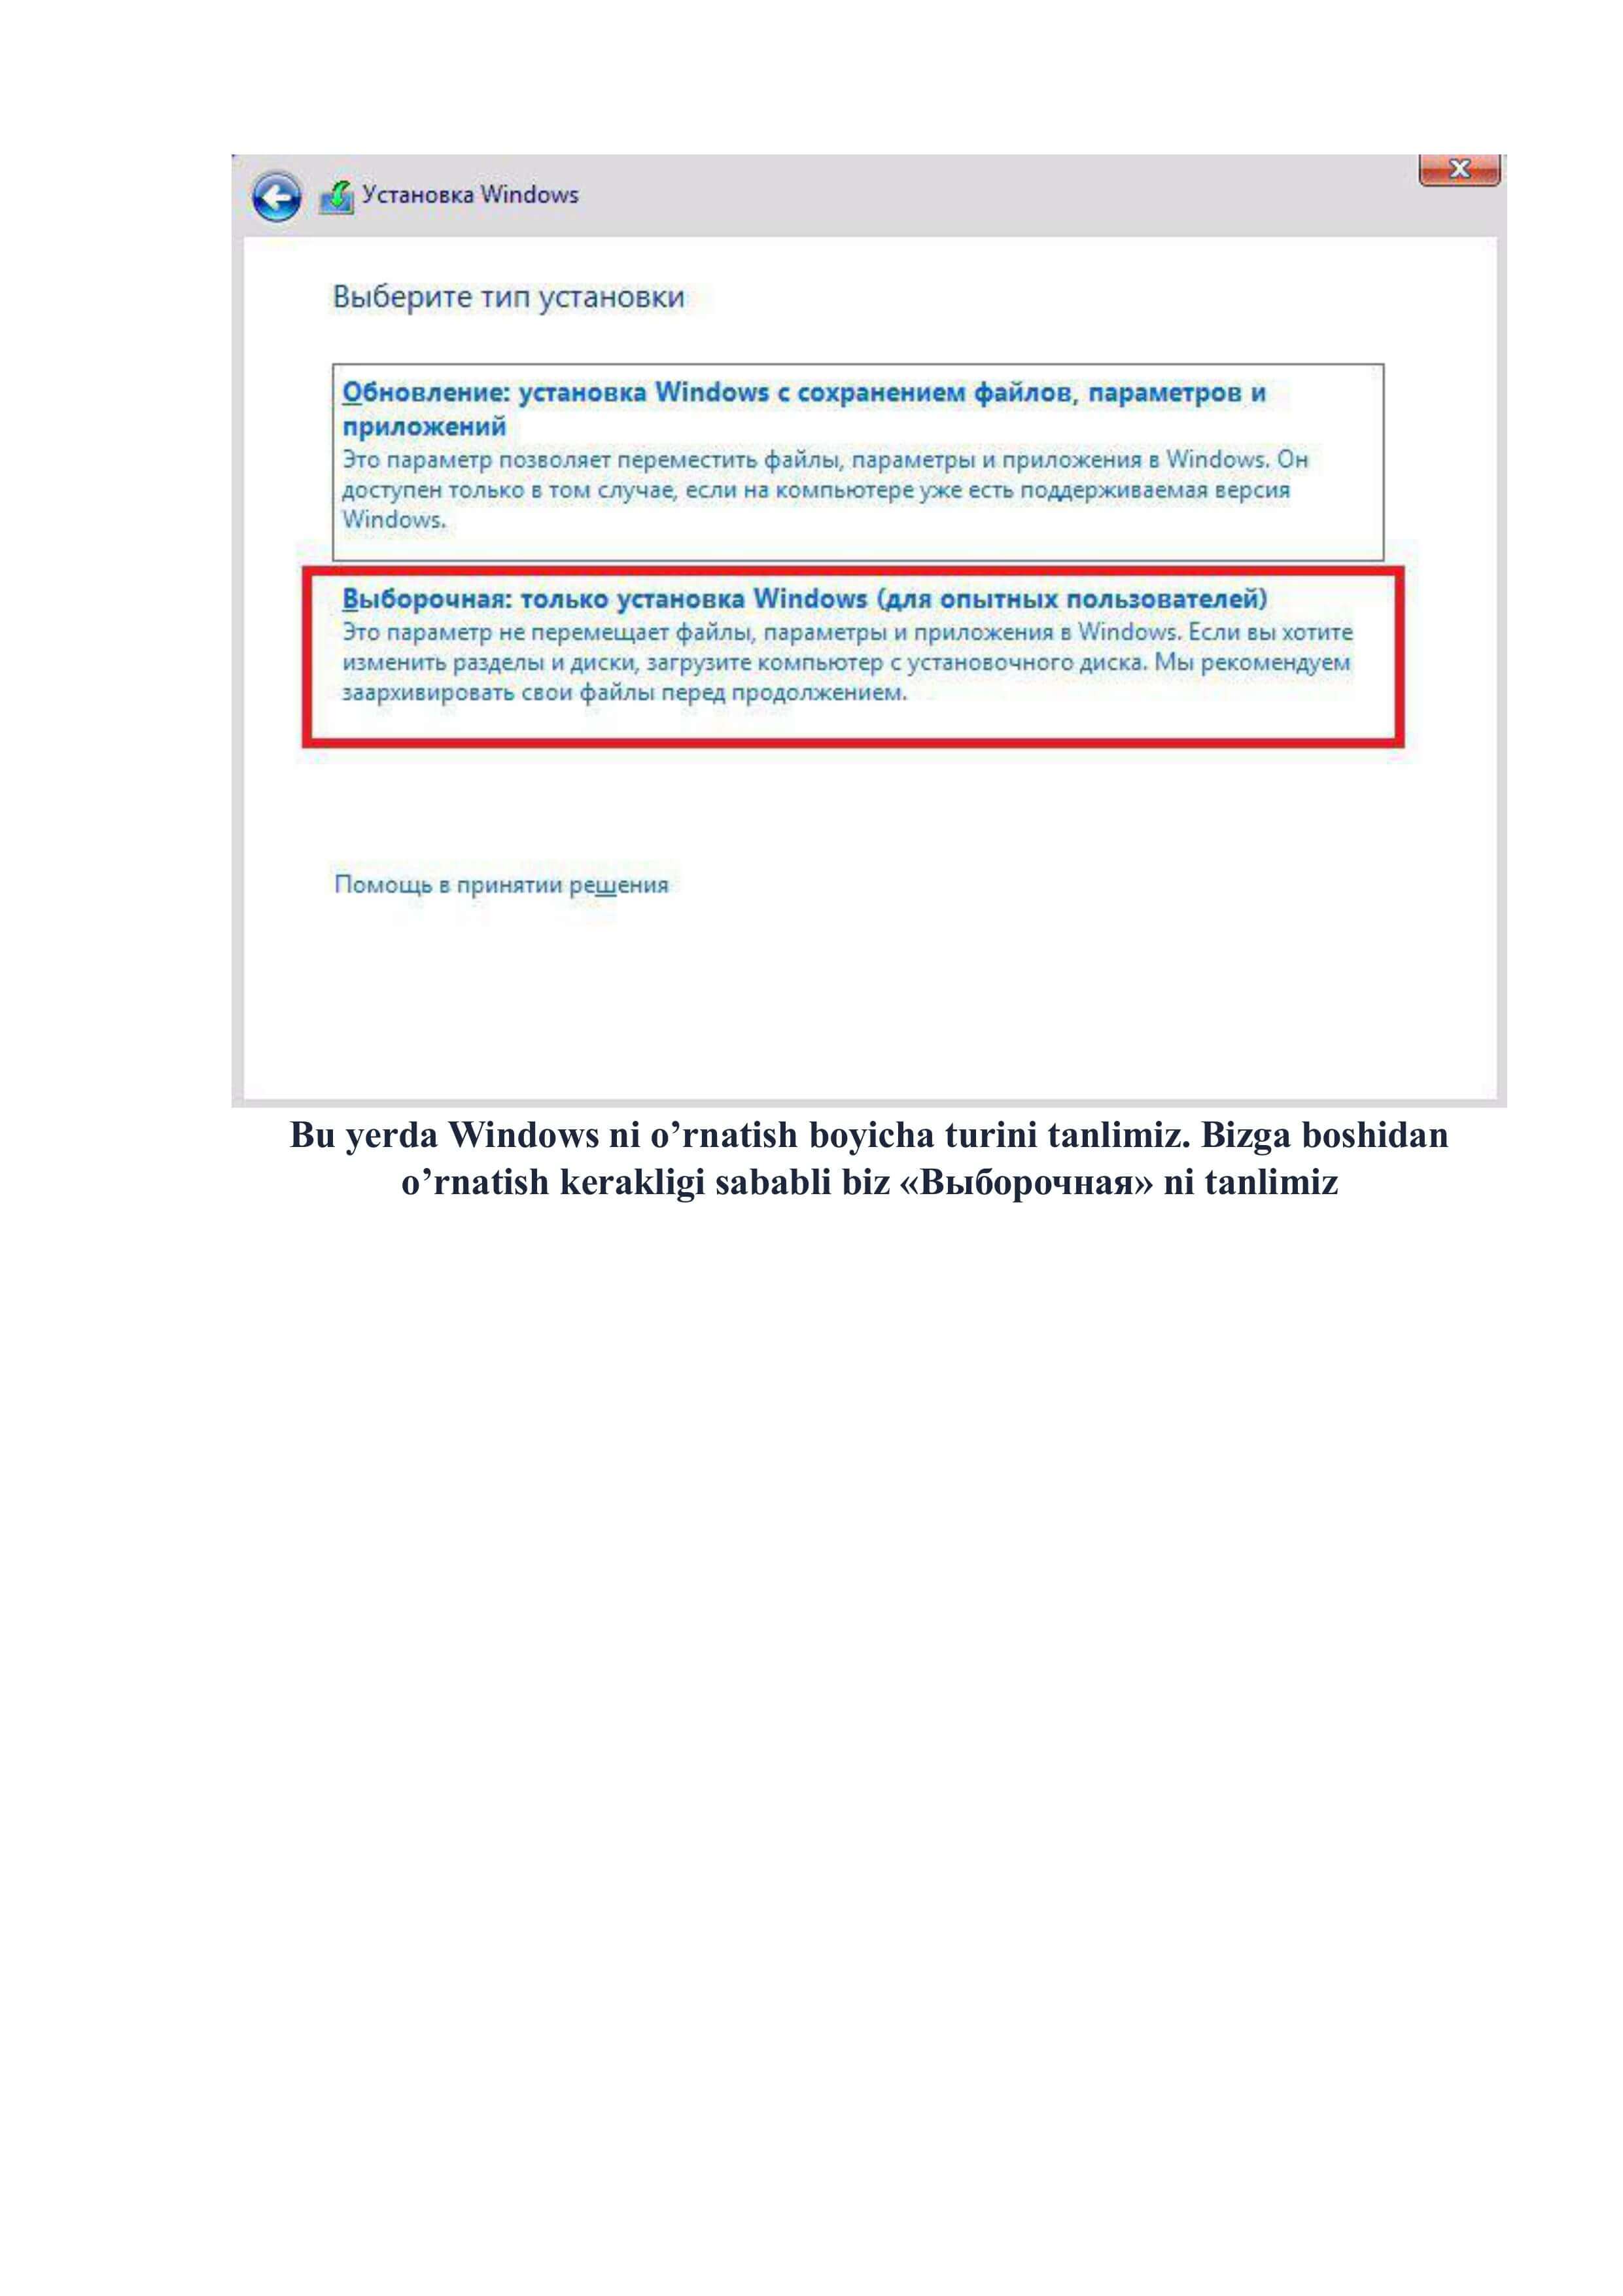 Установка Windows
Выберите тип установки
Обновление: установка Windows с сохранением файлов, параметров и
приложений
Это параметр позволяет переместить файлы, параметры и приложения в Windows. Он
доступен только в том случае, если на компьютере уже есть поддерживаемая версия
Windows.
Выборочная: только установка Windows (для опытных пользователей)
Это параметр не перемещает файлы, параметры и приложения в Windows. Если вы хотите
изменить разделы и диски, загрузите компьютер с установочного диска. Мы рекомендуем
заархивировать свои файлы перед продолжением.
Помощь в принятии решения
Bu yerda Windows ni o’rnatish boyicha turini tanlimiz. Bizga boshidan
o’rnatish kerakligi sababli biz «Выборочная» ni tanlimiz